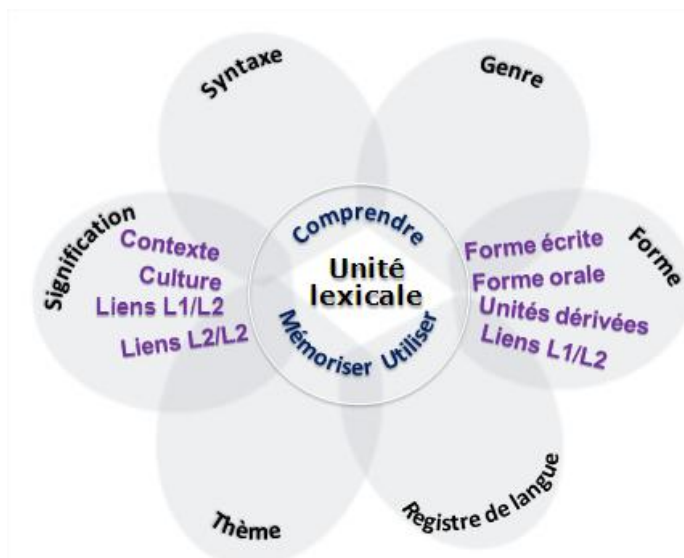 Syntaxe
Genre
Signification
Contexte
Culture
Liens L1/L2
Liens L2/L2
Comprendre
Unité
lexicale
Mémoriser Utiliser
Forme
Forme écrite
Forme orale
Unités dérivées
Liens L1/L2
Thème
Registre de langue